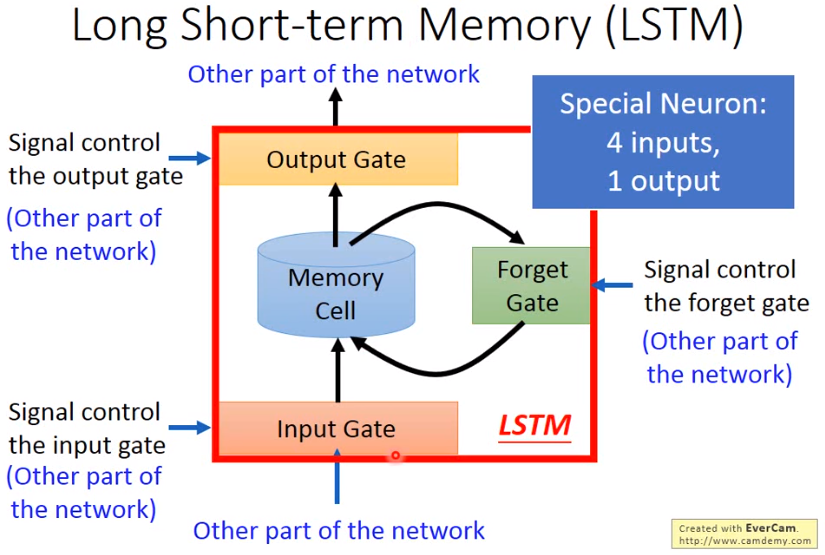 Long Short-term Memory (LSTM)
Other part of the network
Special Neuron:
4 inputs,
1 output
Signal control
the output gate
(Other part of
the network)
Output Gate
Memory
Cell
Forget
Gate
Signal control
the forget gate
(Other part of
the network)
Signal control
the input gate
(Other part of
the network)
Input Gate
LSTM
Other part of the network
Created with EverCam.
http://www.camdemy.com